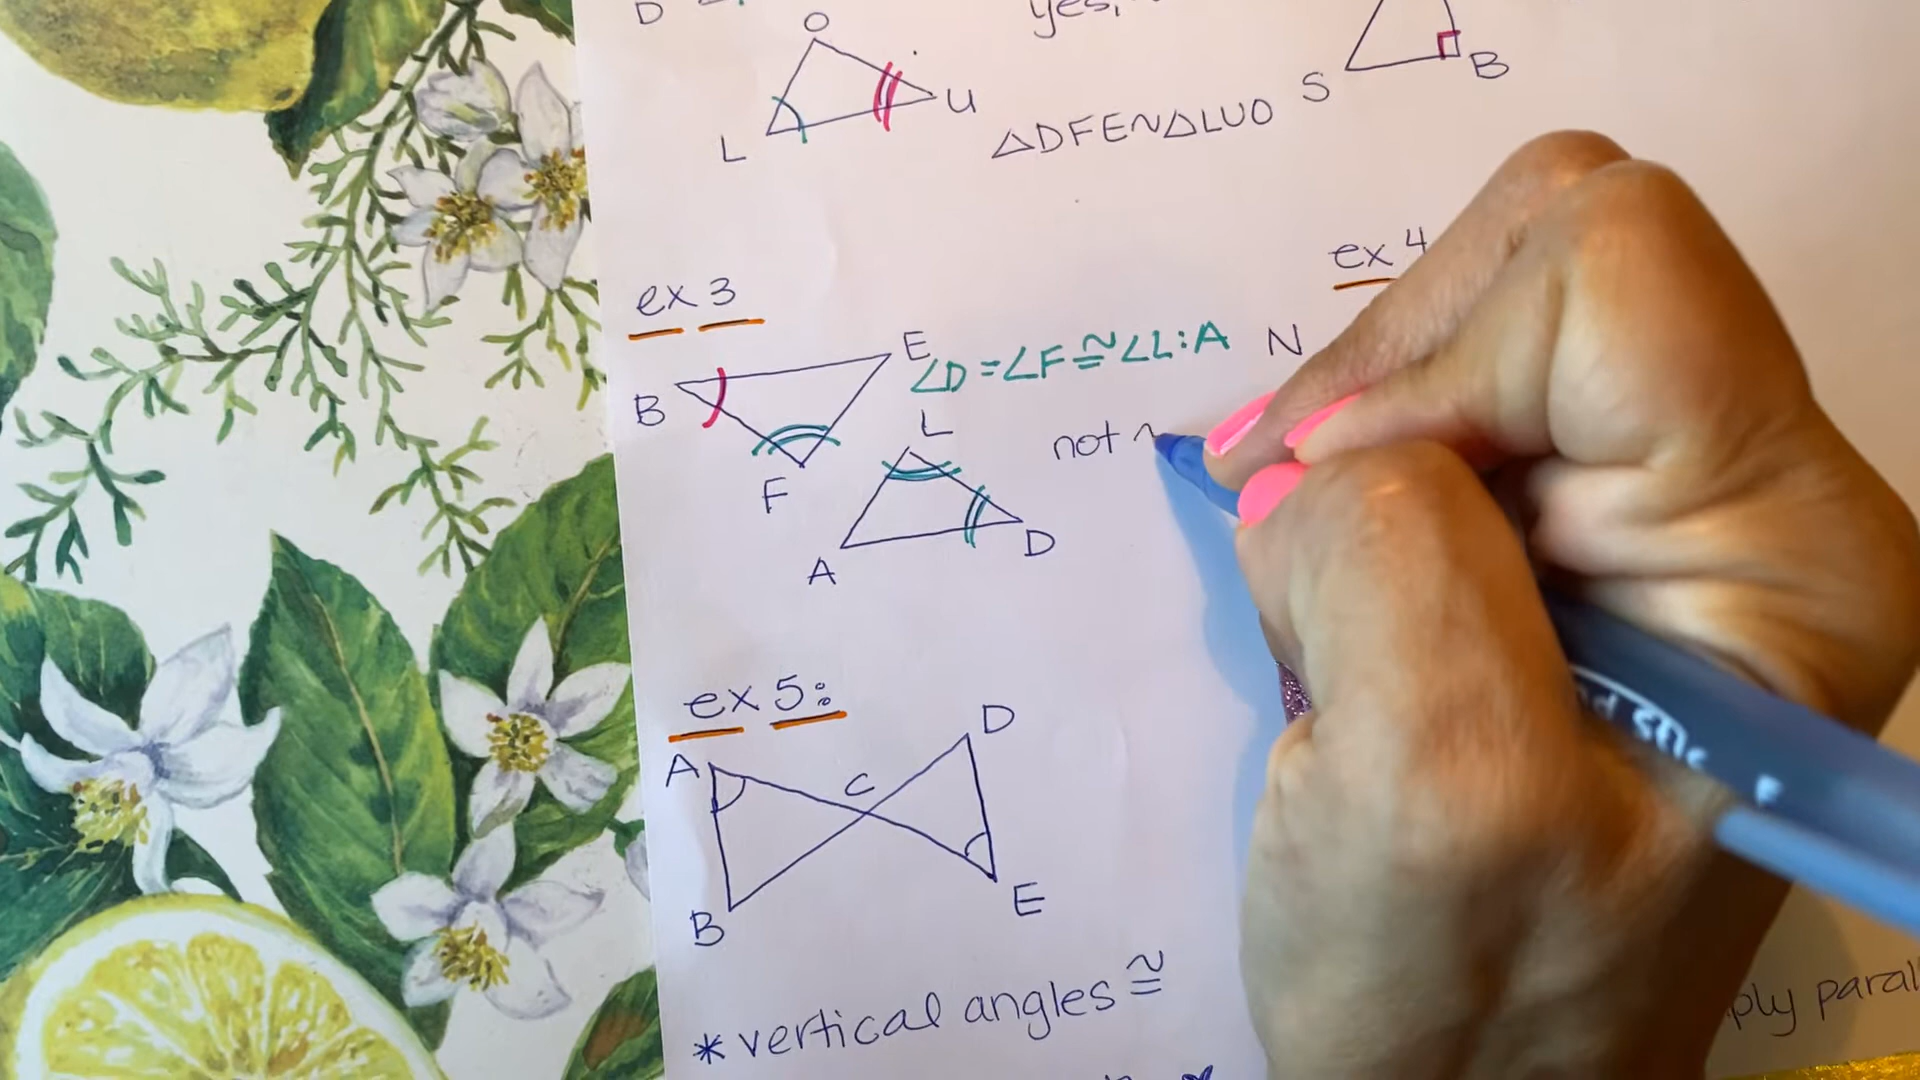 D
O
yes,
L
U
S
B
△DFE~△LUO
ex 3
ex 4
B
E
F
∠D=∠F≅∠L:A
N
L
A
D
not ~
ex 5:
A
B
C
D
E
*vertical angles ≅
ply paral